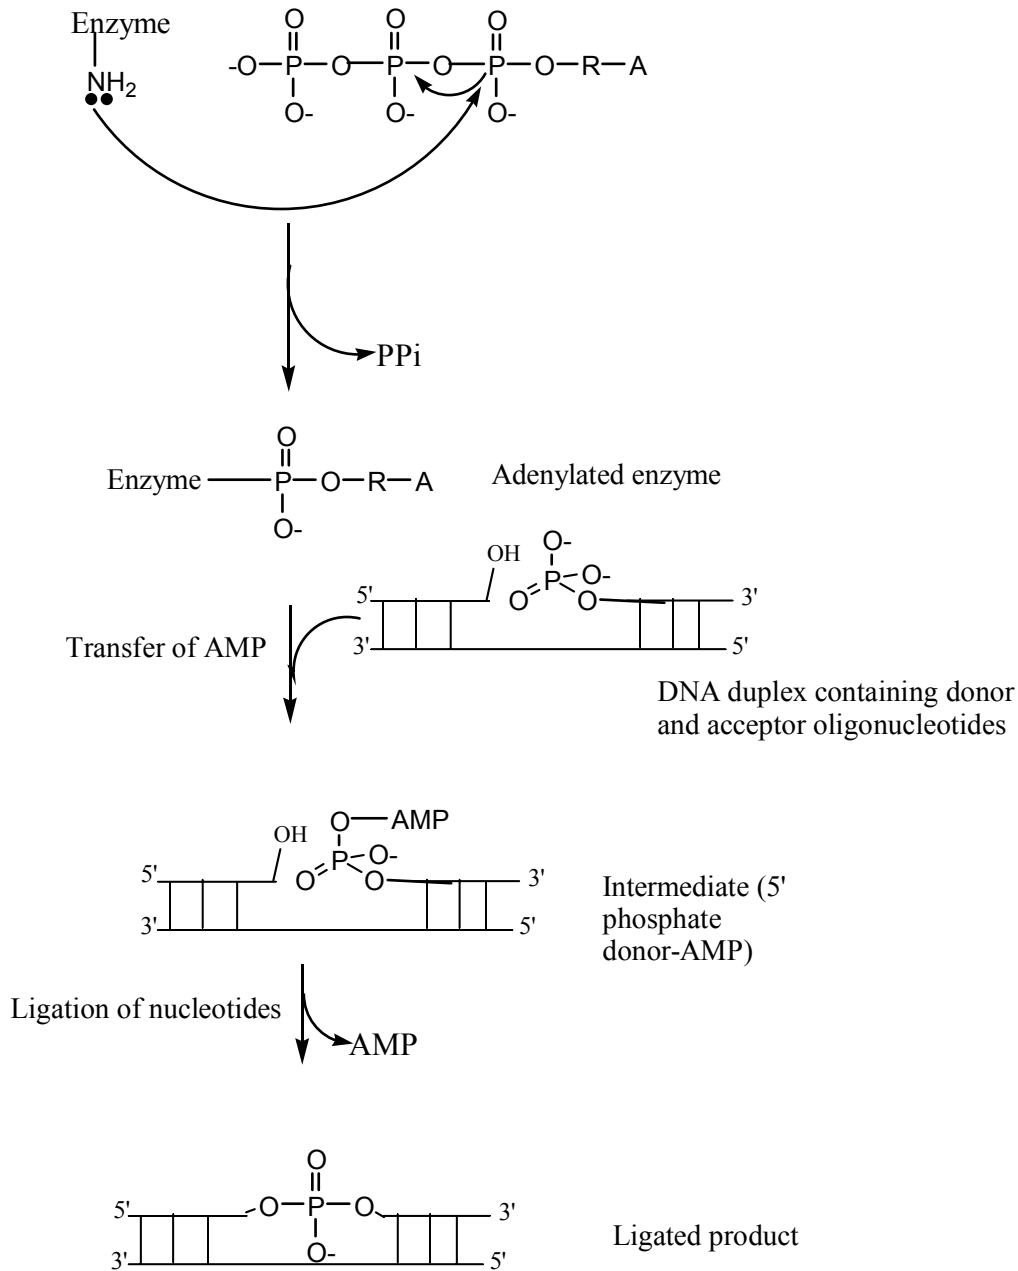 Enzyme
NH2
O O O
-O P O P O P O R A
O- O- O-
PPi
O
Enzyme P O R A
O-
Adenylated enzyme
OH O-
P O-
5' O O 3'
3' 5'
Transfer of AMP
DNA duplex containing donor
and acceptor oligonucleotides
OH O AMP
P O-
5' O O 3'
3' 5'
Intermediate (5'
phosphate
donor-AMP)
Ligation of nucleotides
AMP
O
5' O P O 3'
O-
3' 5'
Ligated product